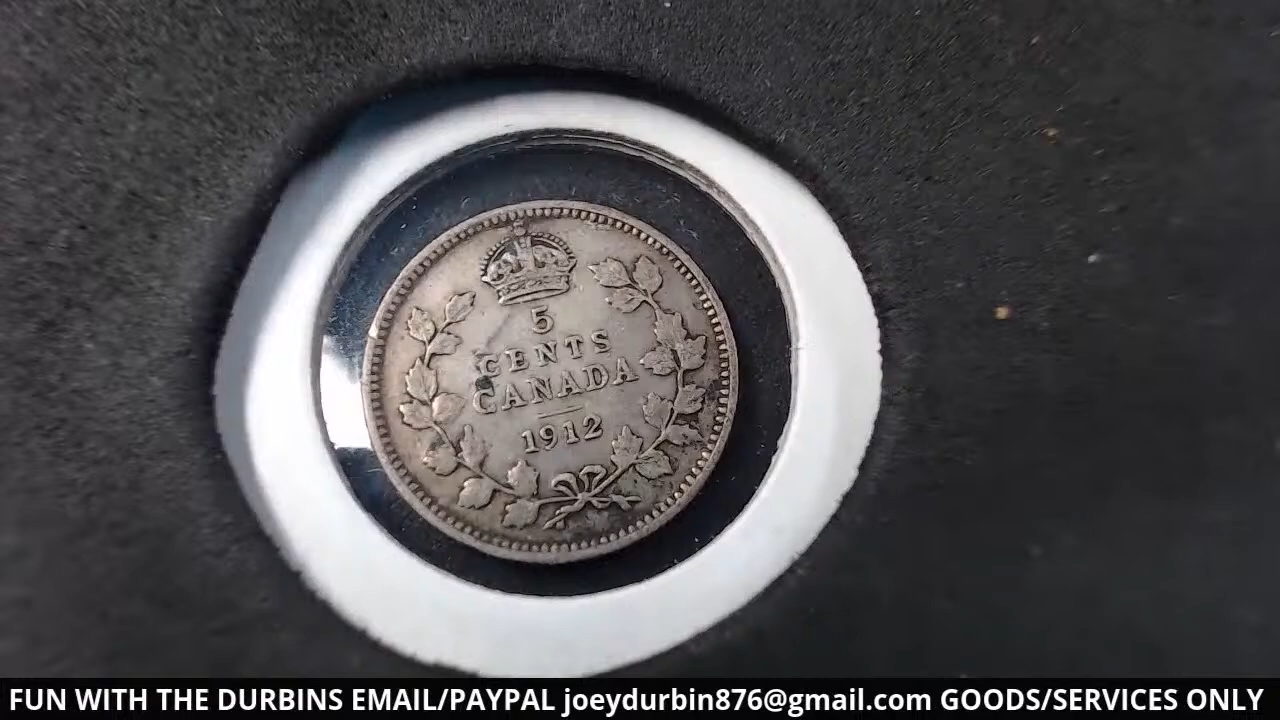 5
CENTS
CANADA
1912
FUN WITH THE DURBINS EMAIL/PAYPAL joeydurbin876@gmail.com GOODS/SERVICES ONLY